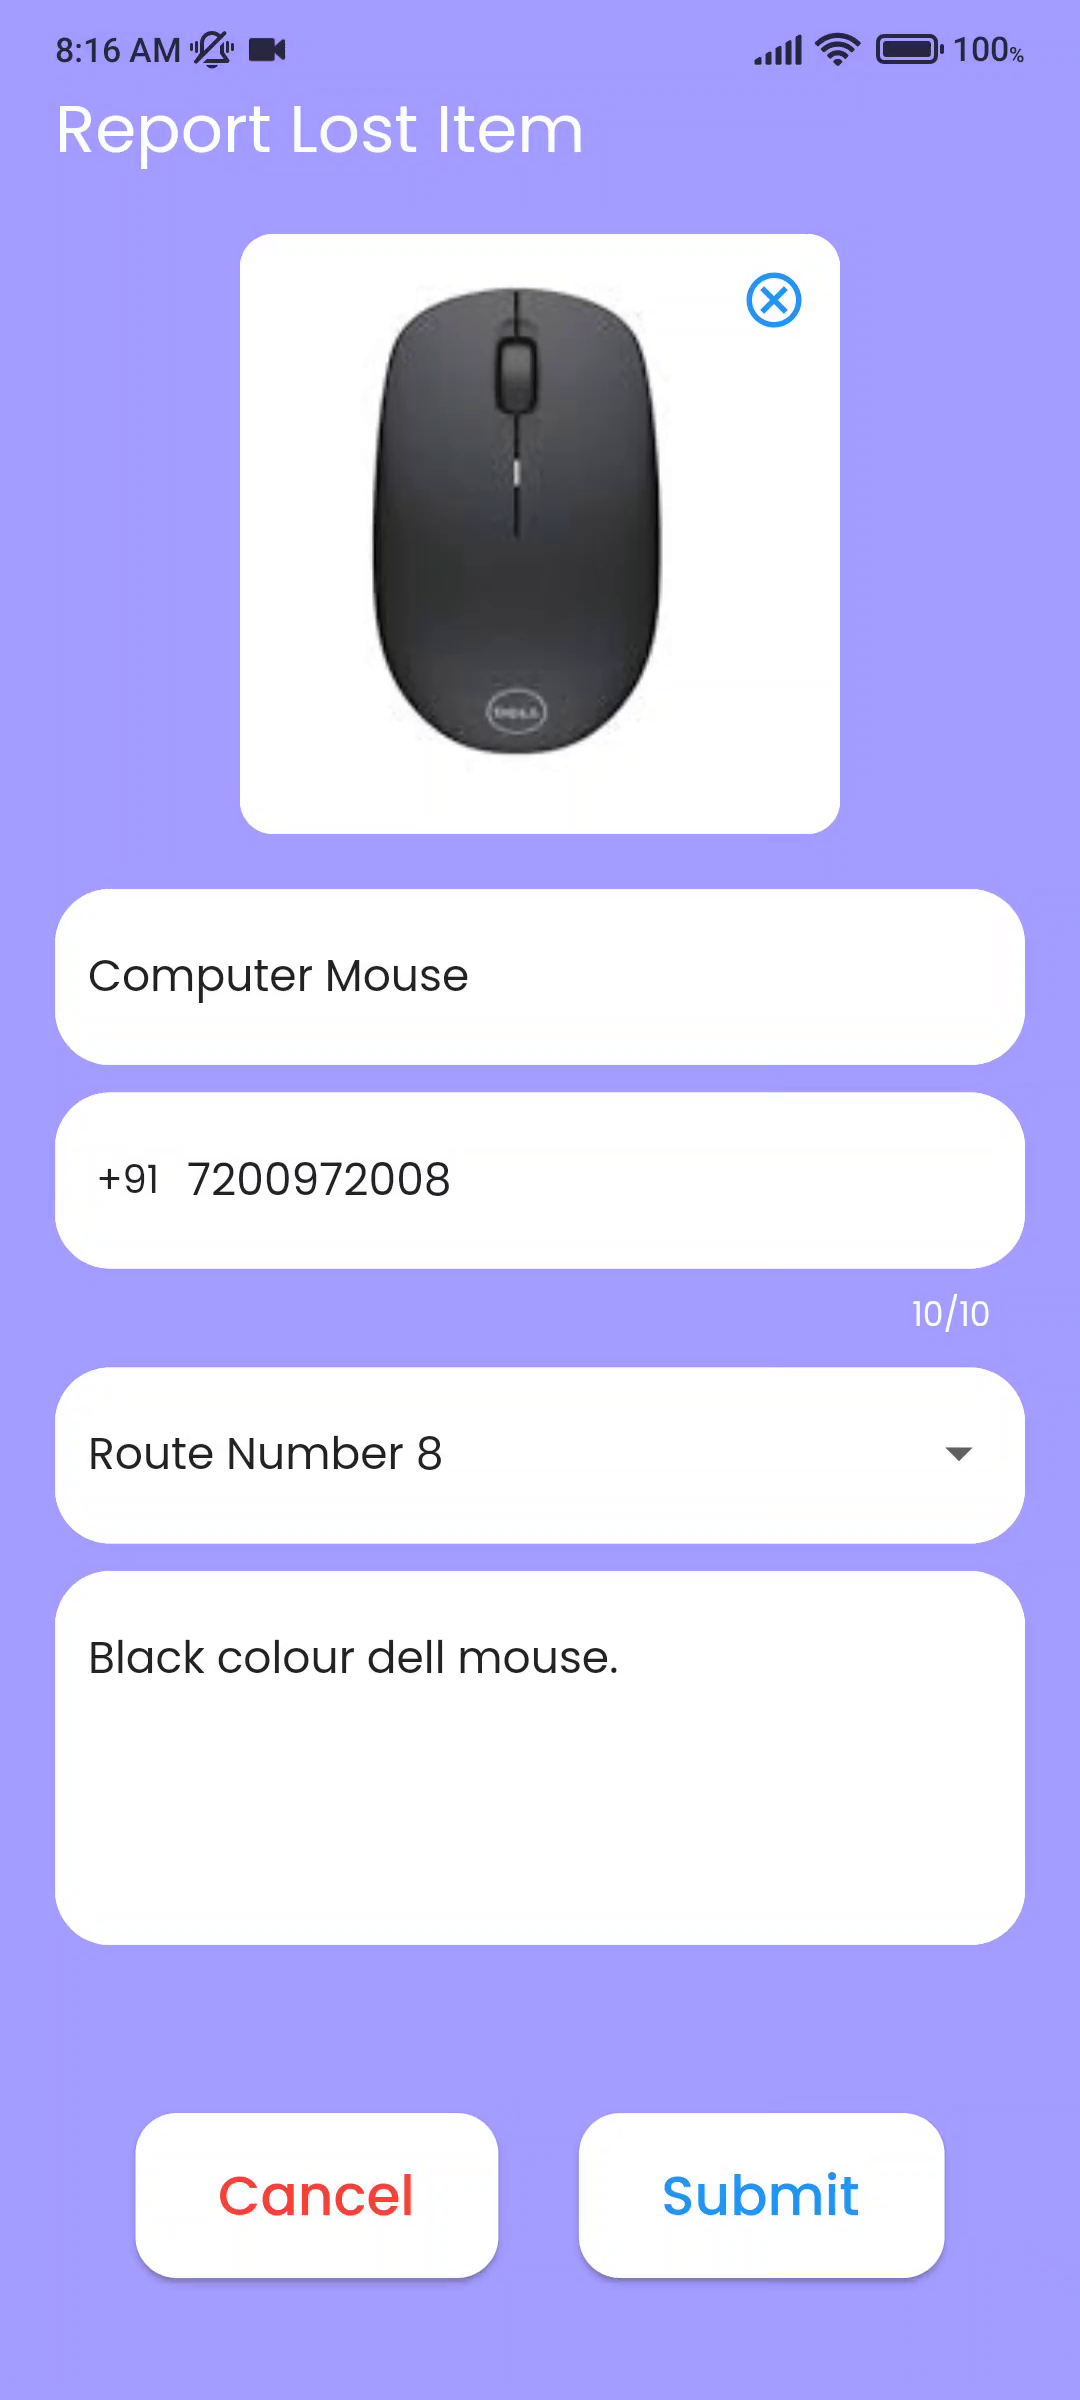 8:16 AM 100%
Report Lost Item
DELL
Computer Mouse
+91 7200972008
10/10
Route Number 8
Black colour dell mouse.
Cancel Submit